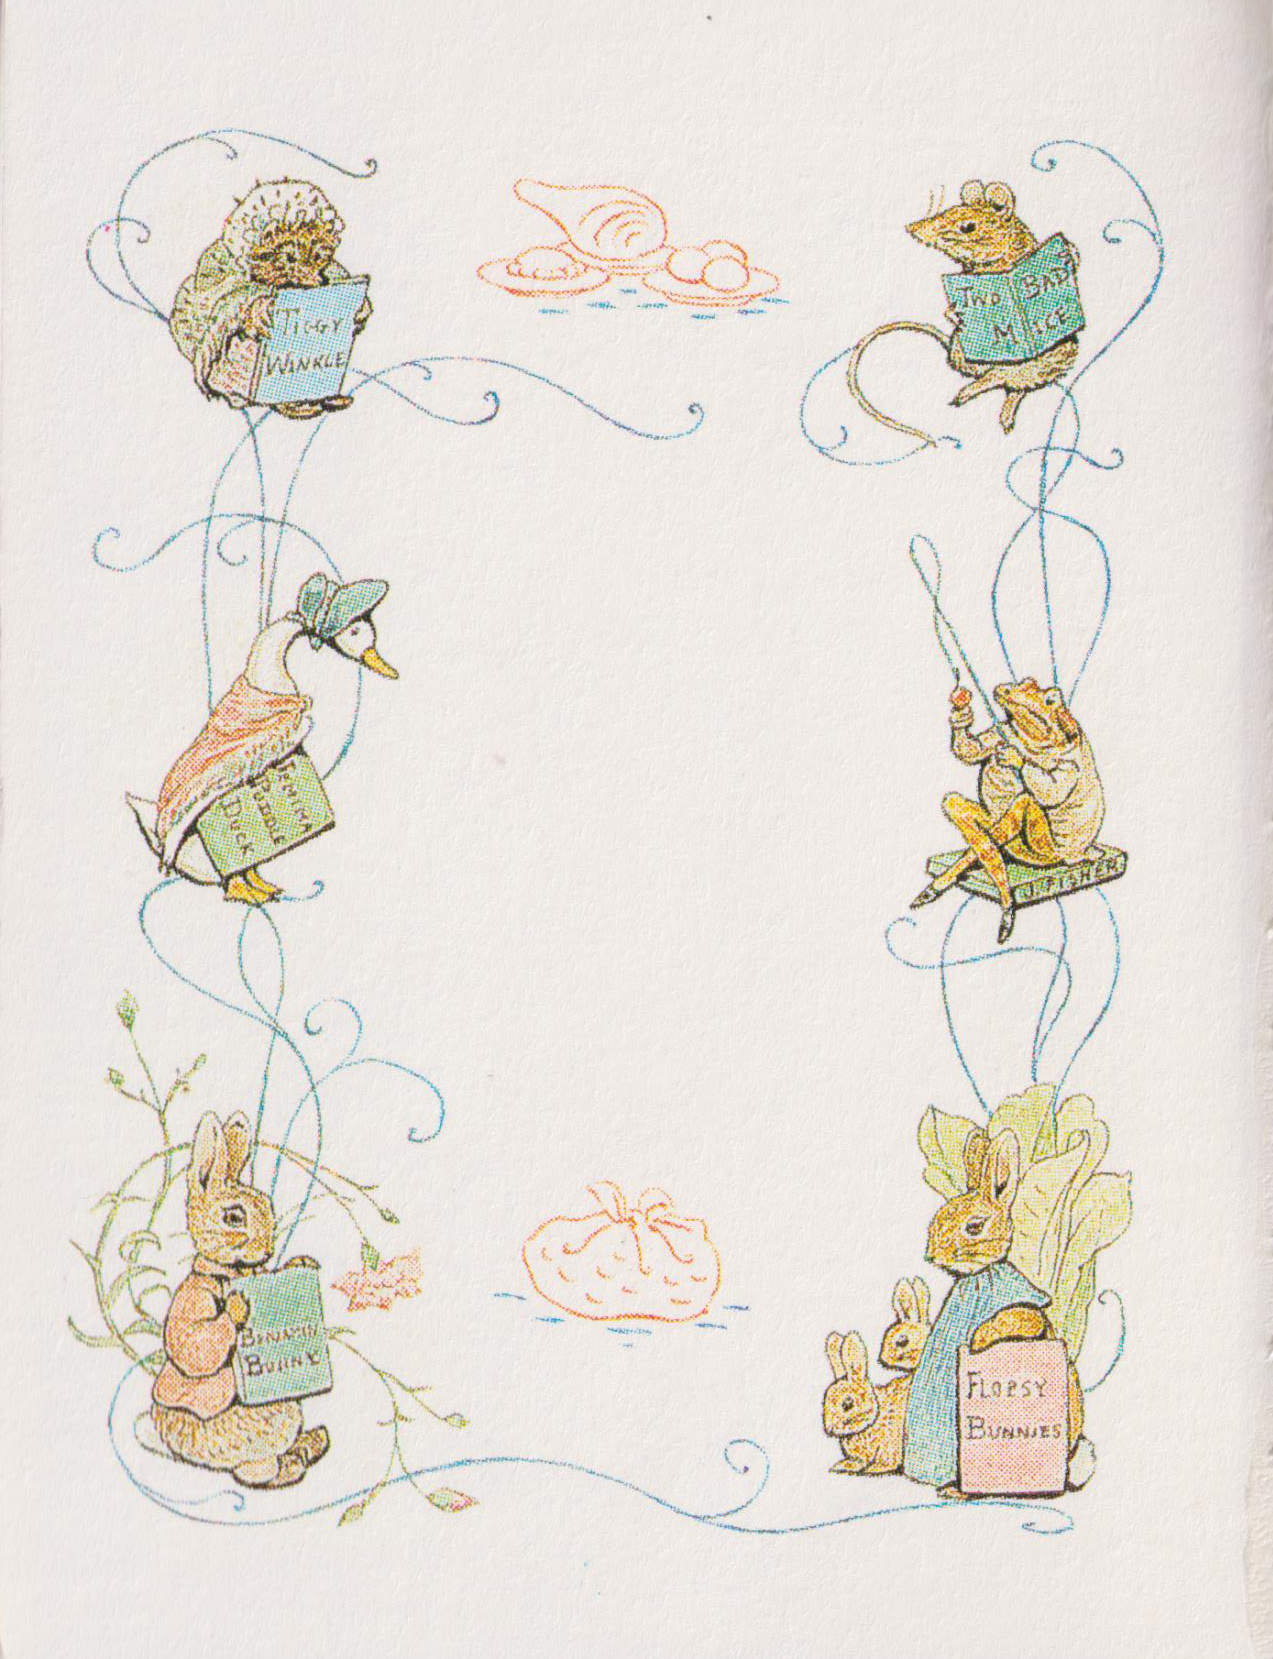 TIGGY
WINKLE
TWO BAD
MICE
JEMIMA
PUDDLE
DUCK
J. FISHER
BENJAMIN
BUNNY
FLOPSY
BUNNIES